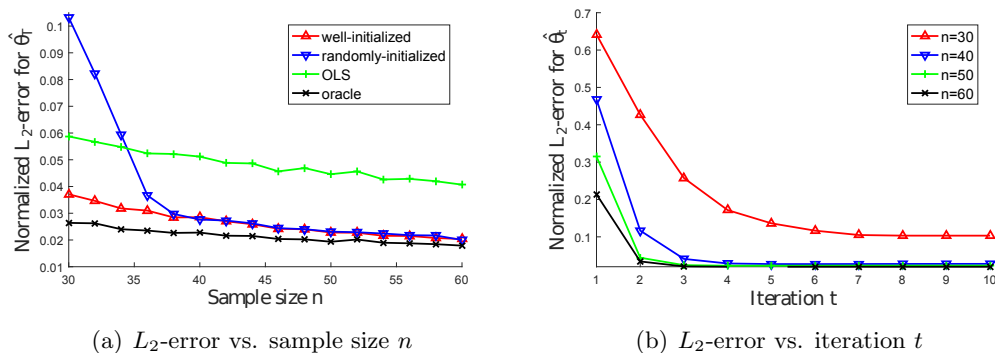 Normalized L2-error for θ̂T
0.1
0.09
0.08
0.07
0.06
0.05
0.04
0.03
0.02
0.01
30
35
40
45
50
55
60
Sample size n
well-initialized
randomly-initialized
OLS
oracle
(a) L2-error vs. sample size n
Normalized L2-error for θ̂t
0.7
0.6
0.5
0.4
0.3
0.2
0.1
1
2
3
4
5
6
7
8
9
10
Iteration t
n=30
n=40
n=50
n=60
(b) L2-error vs. iteration t